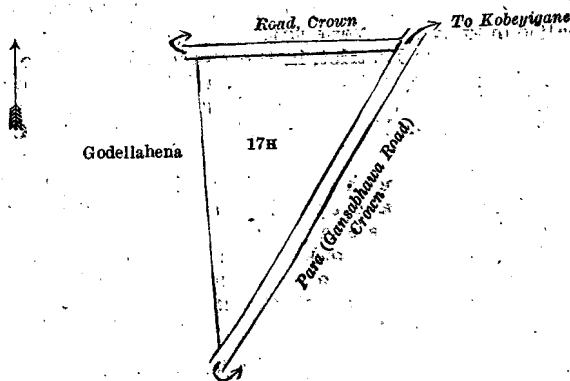 Road, Crown
To Kobeyigane
Godellahena
17H
Para (Gansabhawa Road)
Crown